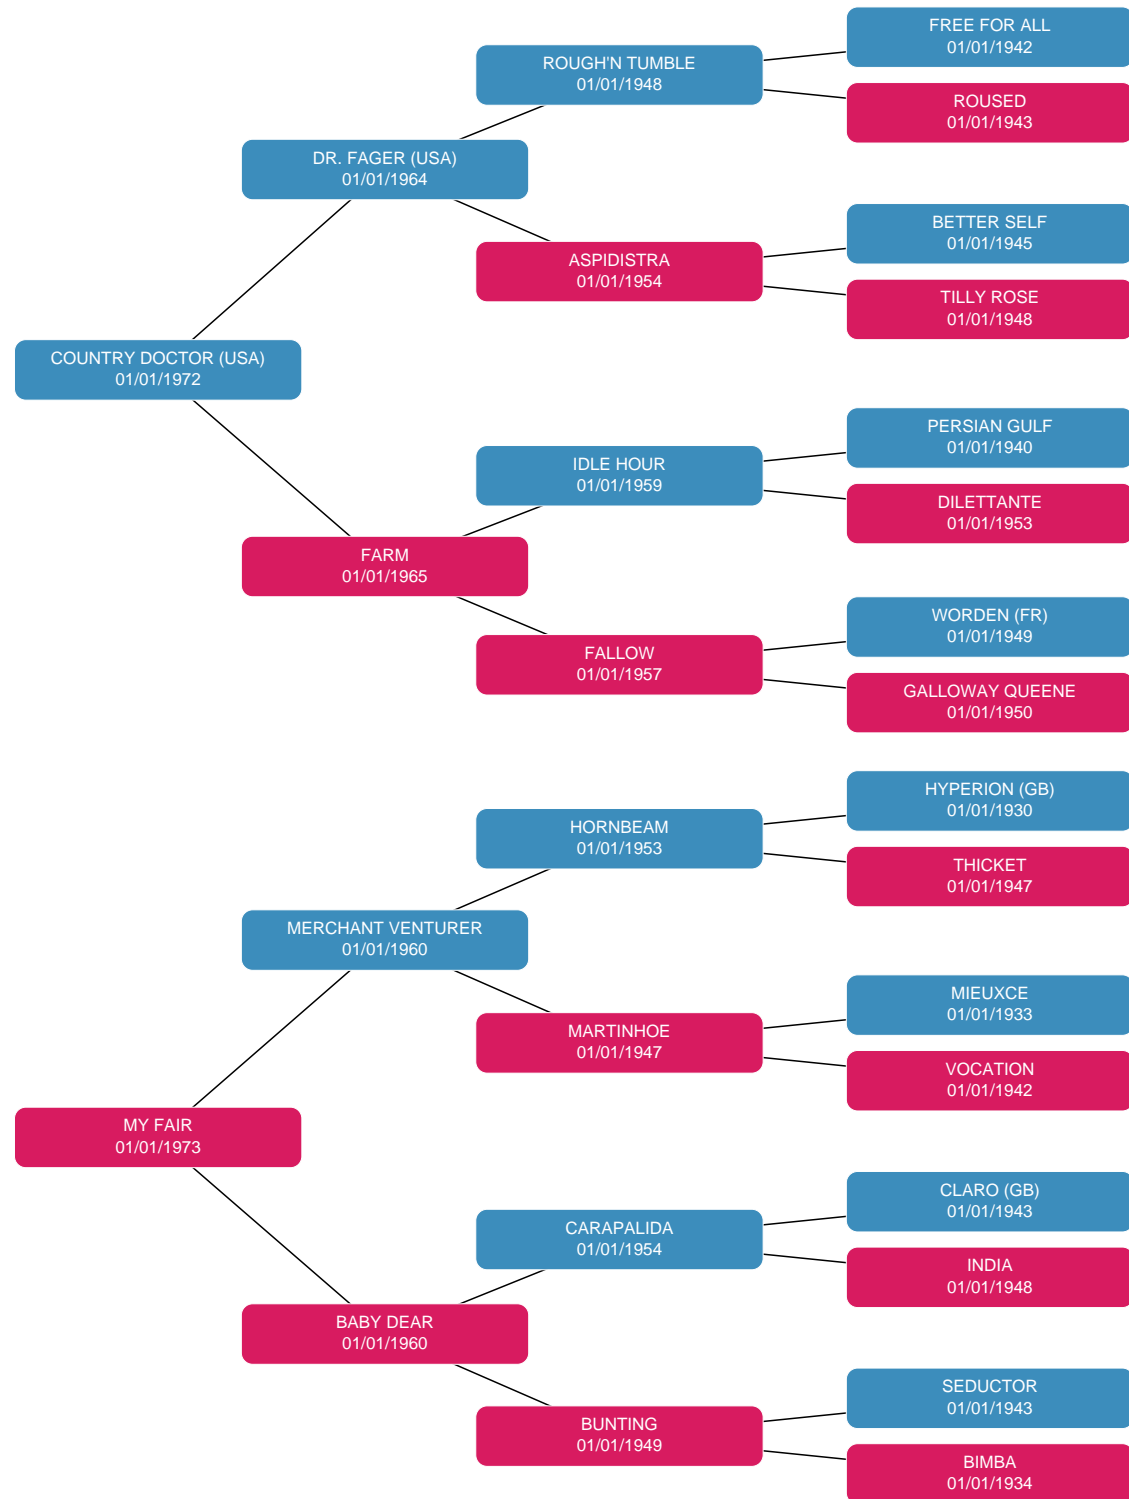 FREE FOR ALL
01/01/1942
ROUGH'N TUMBLE
01/01/1948
ROUSED
01/01/1943
DR. FAGER (USA)
01/01/1964
BETTER SELF
01/01/1945
ASPIDISTRA
01/01/1954
TILLY ROSE
01/01/1948
COUNTRY DOCTOR (USA)
01/01/1972
PERSIAN GULF
01/01/1940
IDLE HOUR
01/01/1959
DILETTANTE
01/01/1953
FARM
01/01/1965
WORDEN (FR)
01/01/1949
FALLOW
01/01/1957
GALLOWAY QUEENE
01/01/1950
HYPERION (GB)
01/01/1930
HORNBEAM
01/01/1953
THICKET
01/01/1947
MERCHANT VENTURER
01/01/1960
MIEUXCE
01/01/1933
MARTINHOE
01/01/1947
VOCATION
01/01/1942
MY FAIR
01/01/1973
CLARO (GB)
01/01/1943
CARAPALIDA
01/01/1954
INDIA
01/01/1948
BABY DEAR
01/01/1960
SEDUCTOR
01/01/1943
BUNTING
01/01/1949
BIMBA
01/01/1934